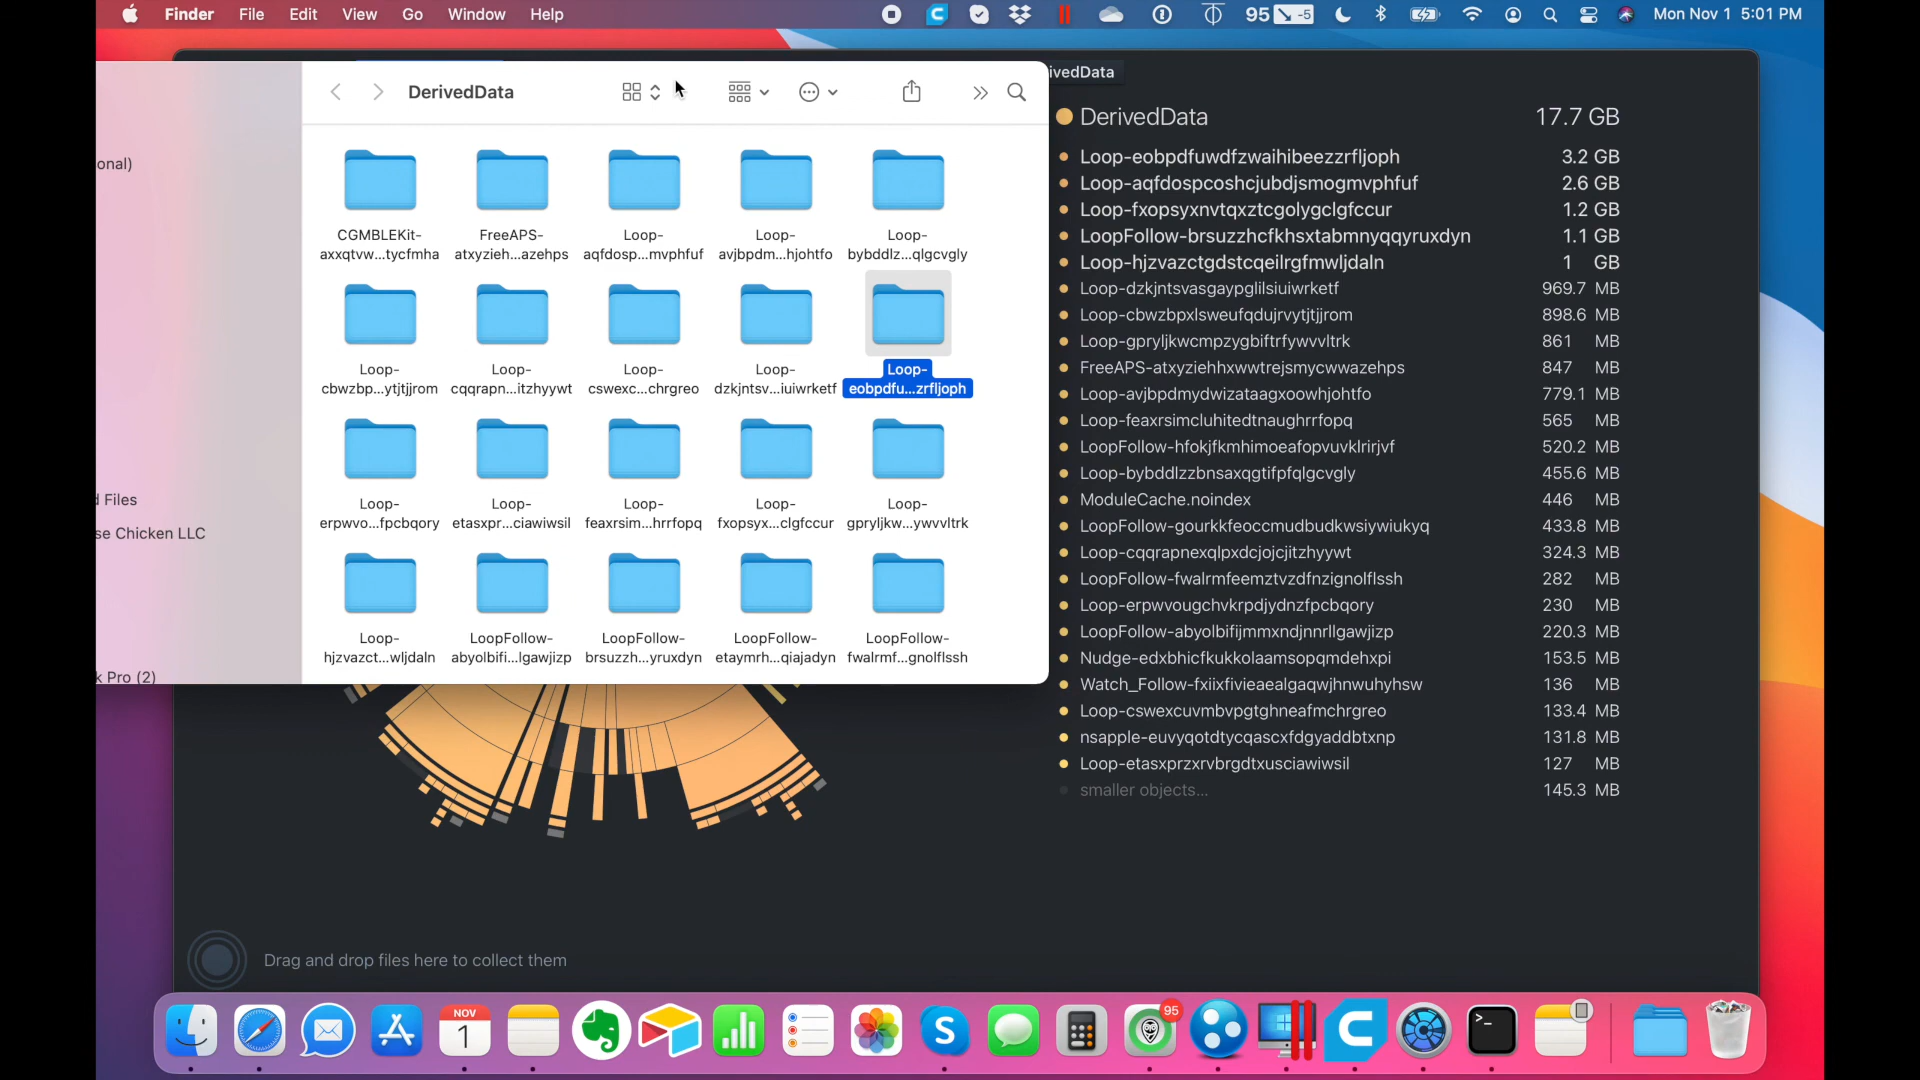 Finder File Edit View Go Window Help
95 -5 Mon Nov 1 5:01 PM
DerivedData
onal)
d Files
se Chicken LLC
k Pro (2)
CGMBLEKit-
axxqtvw...tycfmha
FreeAPS-
atxyzieh...azehps
Loop-
aqfdosp...mvphfuf
Loop-
avjbpdm...hjohtfo
Loop-
bybddlz...qlgcvgly
Loop-
cbwzbp...ytjtjjrom
Loop-
cqqrapn...itzhyywt
Loop-
cswexc...chrgreo
Loop-
dzkjntsv...iuiwrketf
Loop-
eobpdfu...zrfljoph
Loop-
erpwvo...fpcbqory
Loop-
etasxpr...ciawiwsil
Loop-
feaxrsim...hrrfopq
Loop-
fxopsyx...clgfccur
Loop-
gpryljkw...ywvvltrk
Loop-
hjzvazct...wljdaln
LoopFollow-
abyolbifi...lgawjizp
LoopFollow-
brsuzzh...yruxdyn
LoopFollow-
etaymrh...qiajadyn
LoopFollow-
fwalrmf...gnolflssh
ivedData
DerivedData 17.7 GB
Loop-eobpdfuwdfzwaihibeezzrfljoph 3.2 GB
Loop-aqfdospcoshcjubdjsmogmvphfuf 2.6 GB
Loop-fxopsyxnvtqxztcgolygclgfccur 1.2 GB
LoopFollow-brsuzzhcfkhsxtabmnyqqyruxdyn 1.1 GB
Loop-hjzvazctgdstcqeilrgfmwljdaln 1 GB
Loop-dzkjntsvasgaypglilsiuiwrketf 969.7 MB
Loop-cbwzbpxlsweufqdujrvytjtjjrom 898.6 MB
Loop-gpryljkwcmpzygbiftrfywvvltrk 861 MB
FreeAPS-atxyziehhxwwtrejsmycwwazehps 847 MB
Loop-avjbpdmydwizataagxoowhjohtfo 779.1 MB
Loop-feaxrsimcluhitedtnaughrrfopq 565 MB
LoopFollow-hfokjfkmhimoeafopvuvklrirjvf 520.2 MB
Loop-bybddlzzbnsaxqgtifpfqlgcvgly 455.6 MB
ModuleCache.noindex 446 MB
LoopFollow-gourkkfeoccmudbudkwsiywiukyq 433.8 MB
Loop-cqqrapnexqlpxdcjojcjitzhyywt 324.3 MB
LoopFollow-fwalrmfeemztvzdfnzignolflssh 282 MB
Loop-erpwvougchvkrpdjydnzfpcbqory 230 MB
LoopFollow-abyolbifijmmxndjnnrllgawjizp 220.3 MB
Nudge-edxbhicfkukkolaamsopqmdehxpi 153.5 MB
Watch_Follow-fxiixfivieaealgaqwjhnwuhyhsw 136 MB
Loop-cswexcuvmbvpgtghneafmchrgreo 133.4 MB
nsapple-euvyqotdtycqascxfdgyaddbtxnp 131.8 MB
Loop-etasxprzxrvbrgdtxusciawiwsil 127 MB
smaller objects... 145.3 MB
Drag and drop files here to collect them
NOV
1
95